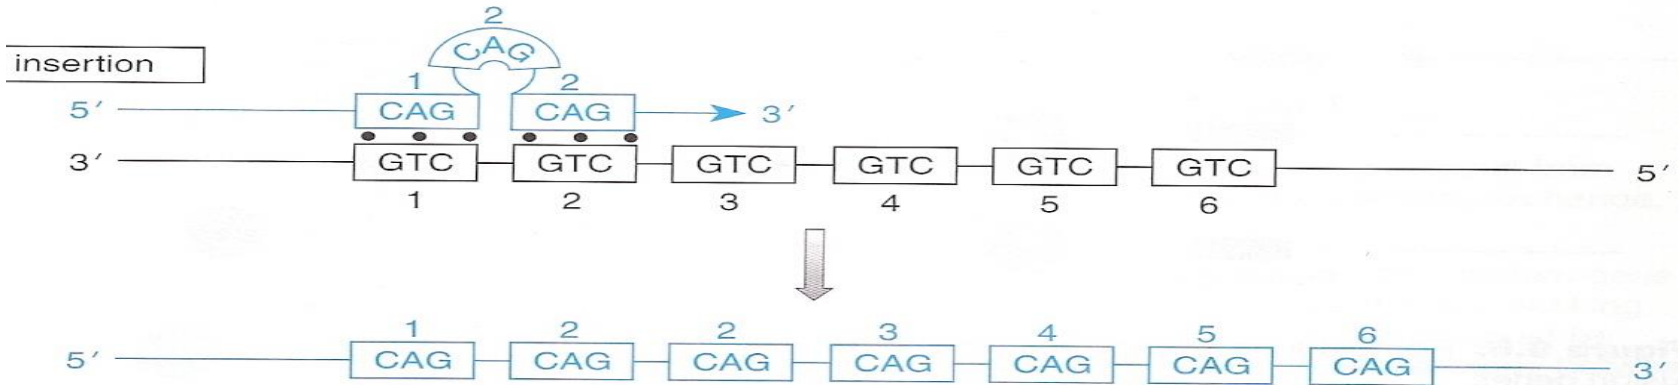 2
CAG
insertion
1 2
5′ CAG CAG 3′
3′ GTC GTC GTC GTC GTC GTC 5′
1 2 3 4 5 6
1 2 2 3 4 5 6
5′ CAG CAG CAG CAG CAG CAG CAG 3′